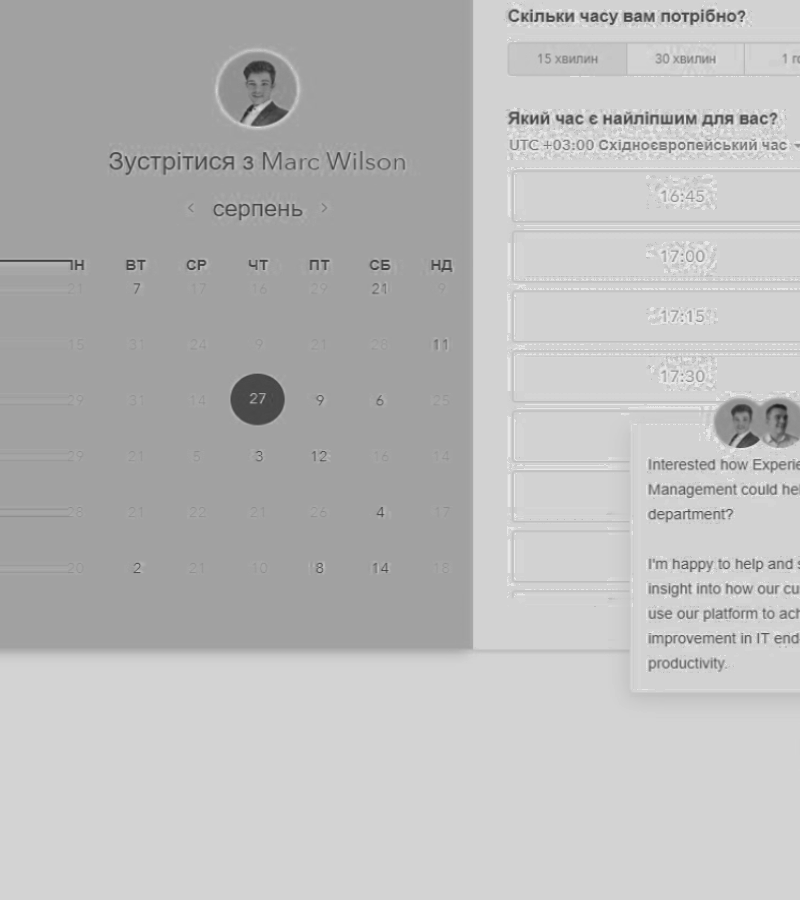 Зустрітися з Marc Wilson
серпень
ПН ВТ СР ЧТ ПТ СБ НД
21 7 17 16 29 21 9
15 31 24 9 21 28 11
29 31 14 27 9 6 25
29 21 5 3 12 16 14
28 21 22 21 26 4 17
20 2 21 10 8 14 18
Скільки часу вам потрібно?
15 хвилин 30 хвилин 1 го
Який час є найліпшим для вас?
UTC +03:00 Східноєвропейський час
16:45
17:00
17:15
17:30
Interested how Experie
Management could hel
department?
I'm happy to help and s
insight into how our cu
use our platform to ach
improvement in IT end
productivity.